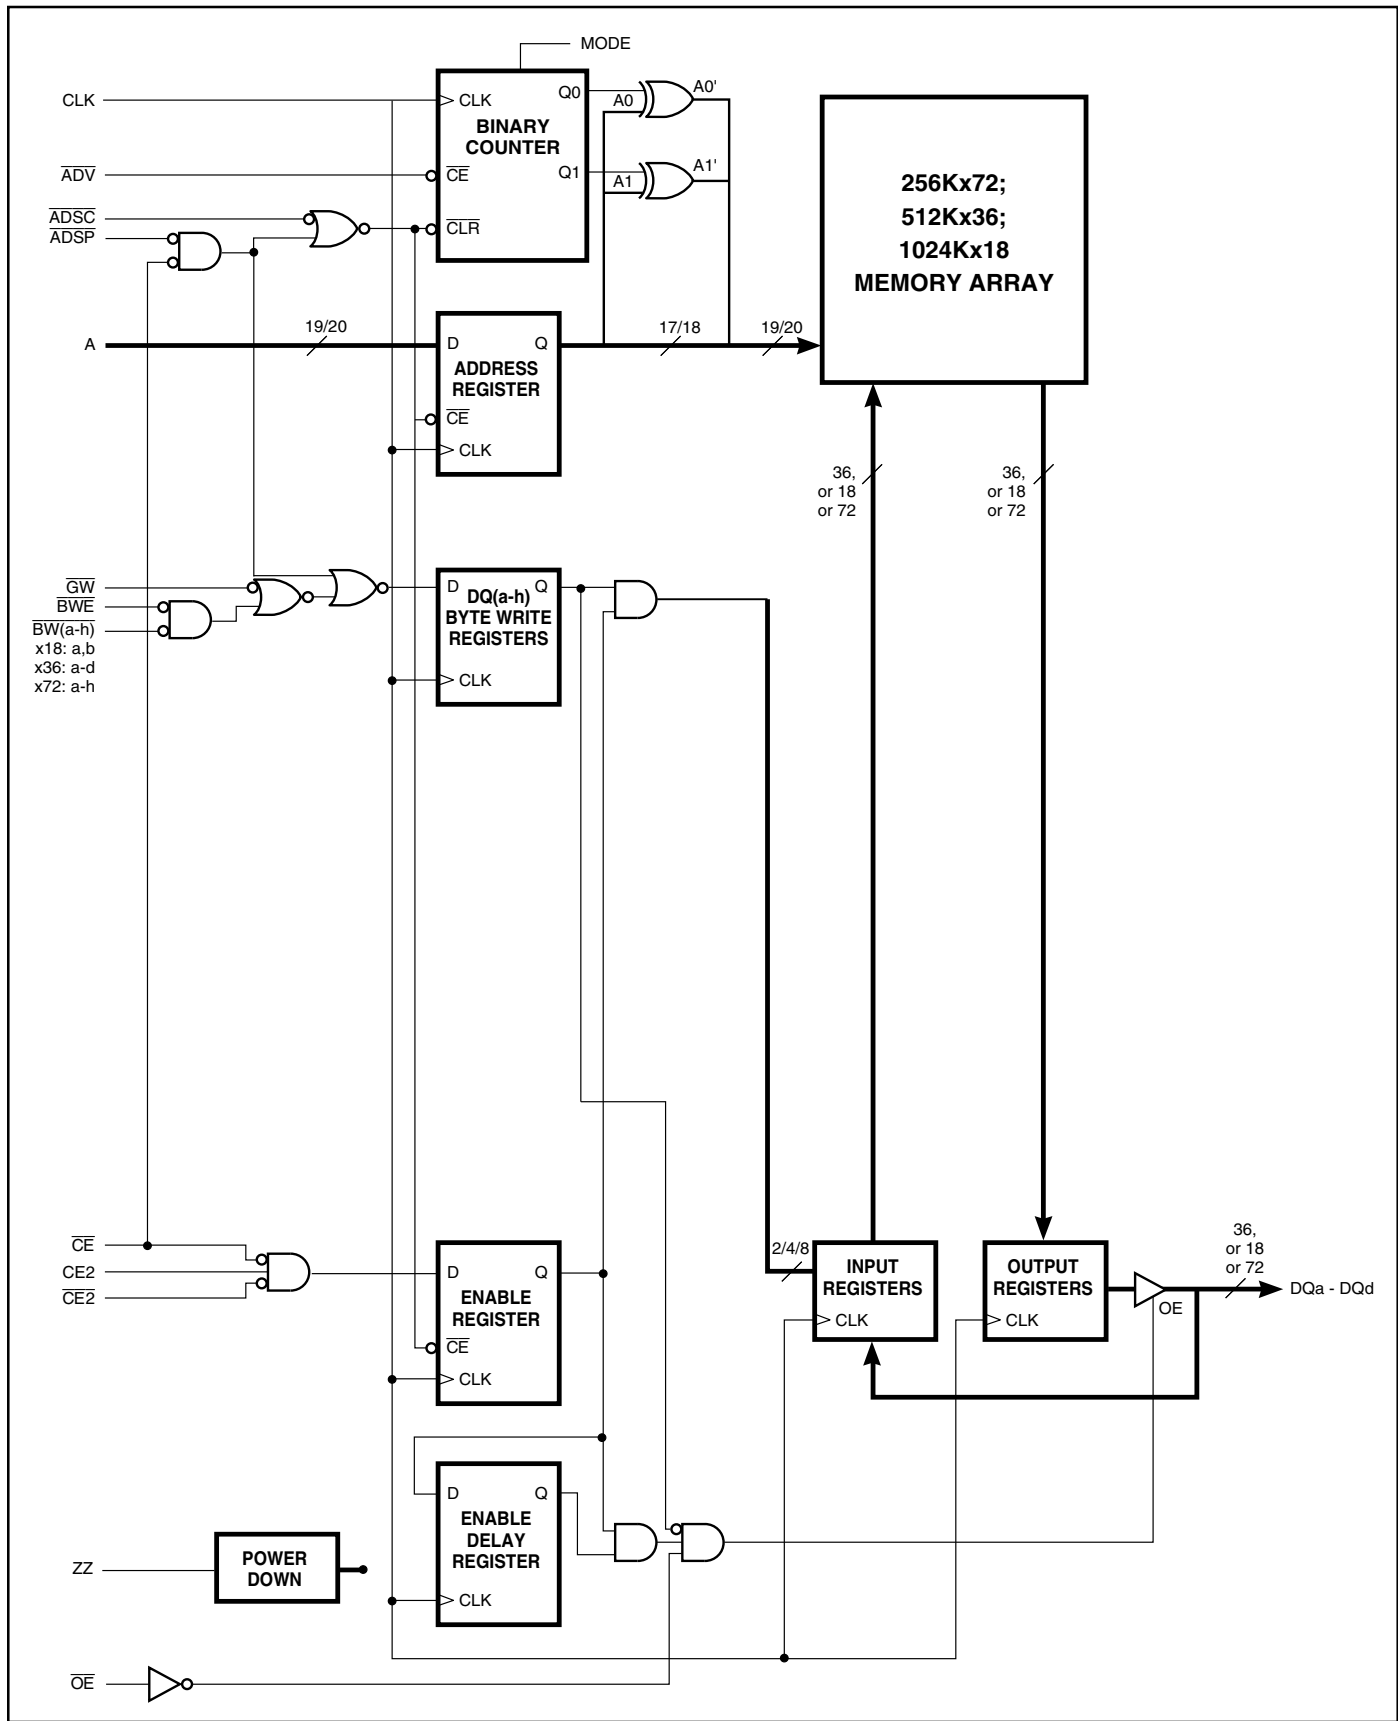 MODE
CLK
CLK
Q0
A0
A0'
BINARY
COUNTER
ADV
CE
Q1
A1
A1'
ADSC
ADSP
CLR
256Kx72;
512Kx36;
1024Kx18
MEMORY ARRAY
A
19/20
D
Q
17/18
19/20
ADDRESS
REGISTER
CE
CLK
36,
or 18
or 72
36,
or 18
or 72
GW
BWE
BW(a-h)
x18: a,b
x36: a-d
x72: a-h
D
Q
DQ(a-h)
BYTE WRITE
REGISTERS
CLK
CE
CE2
CE2
D
Q
ENABLE
REGISTER
CE
CLK
2/4/8
INPUT
REGISTERS
CLK
OUTPUT
REGISTERS
CLK
OE
36,
or 18
or 72
DQa - DQd
D
Q
ENABLE
DELAY
REGISTER
CLK
ZZ
POWER
DOWN
OE